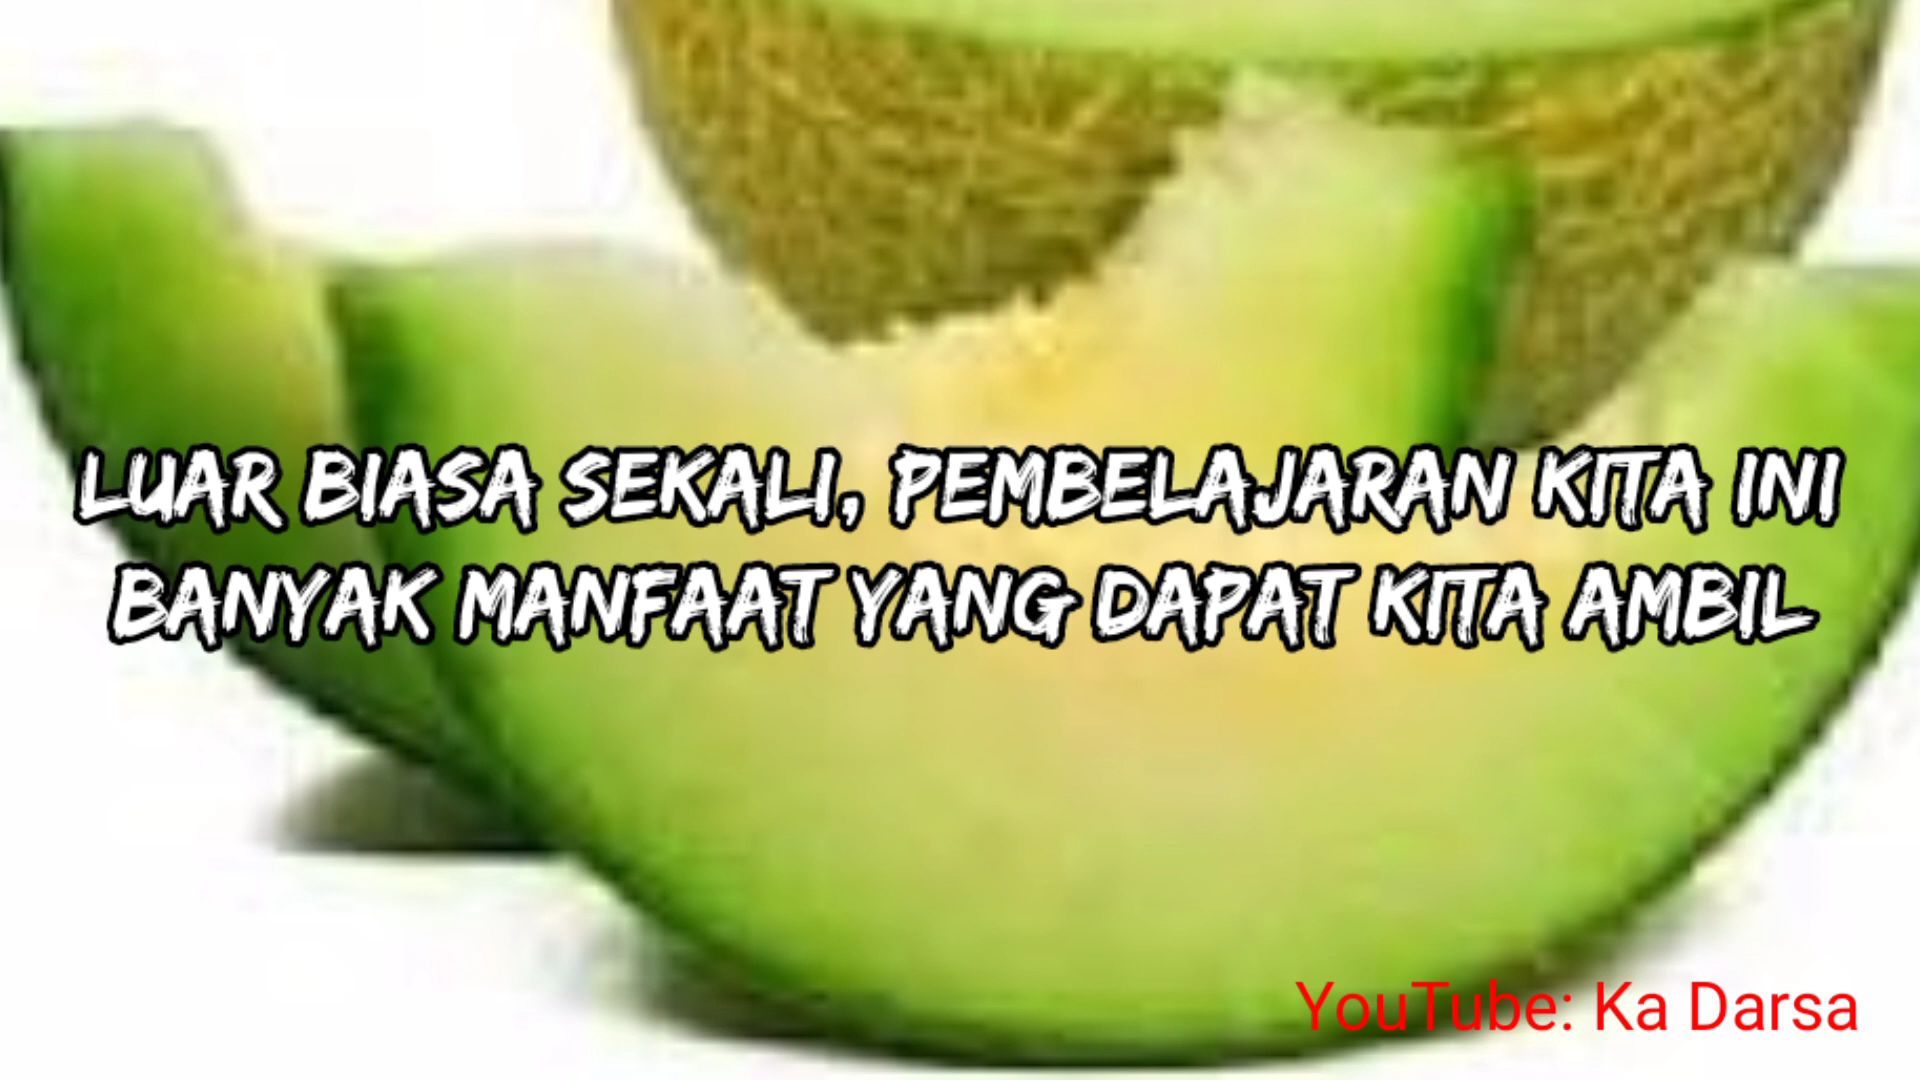 LUAR BIASA SEKALI, PEMBELAJARAN KITA INI
BANYAK MANFAAT YANG DAPAT KITA AMBIL
YouTube: Ka Darsa